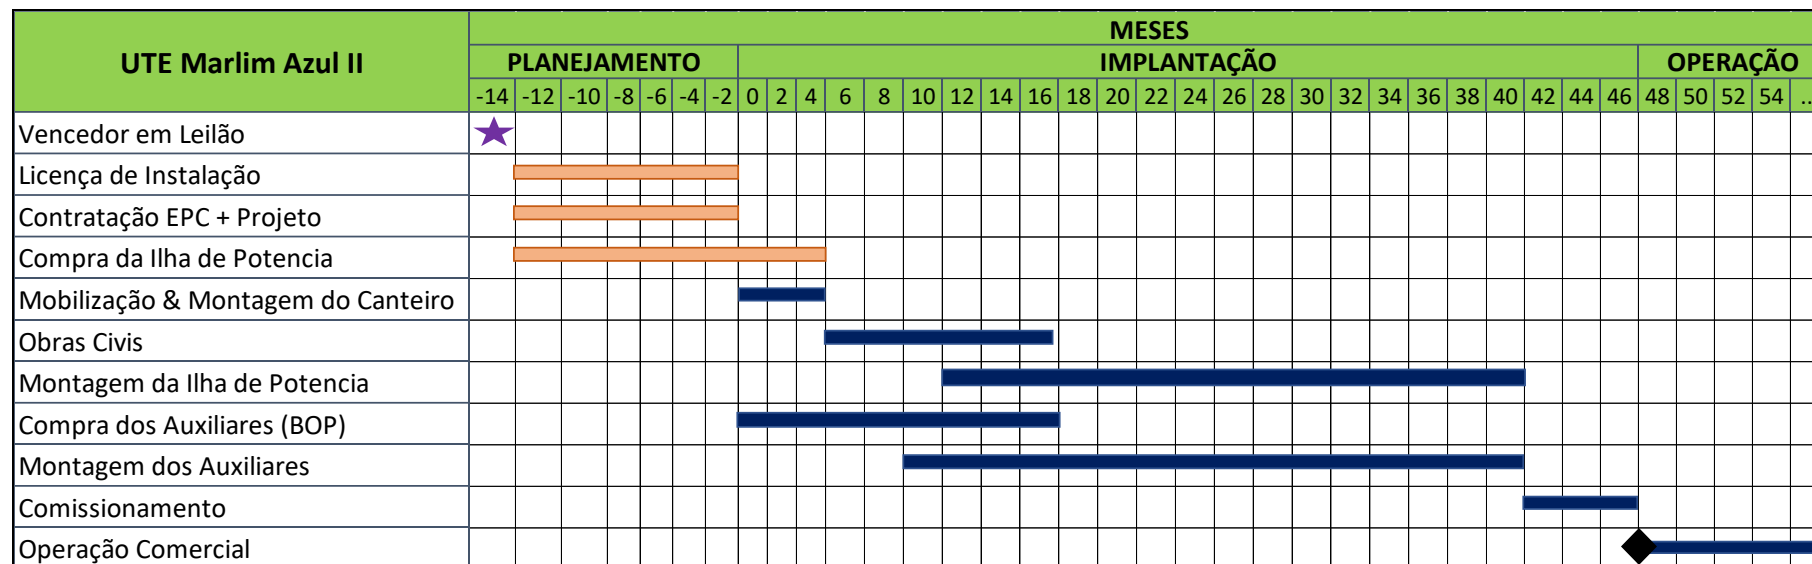 UTE Marlim Azul II
MESES
PLANEJAMENTO IMPLANTAÇÃO OPERAÇÃO
-14 -12 -10 -8 -6 -4 -2 0 2 4 6 8 10 12 14 16 18 20 22 24 26 28 30 32 34 36 38 40 42 44 46 48 50 52 54 ..
Vencedor em Leilão
Licença de Instalação
Contratação EPC + Projeto
Compra da Ilha de Potencia
Mobilização & Montagem do Canteiro
Obras Civis
Montagem da Ilha de Potencia
Compra dos Auxiliares (BOP)
Montagem dos Auxiliares
Comissionamento
Operação Comercial